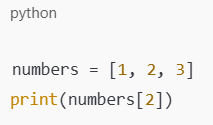 python
numbers = [1, 2, 3]
print(numbers[2])